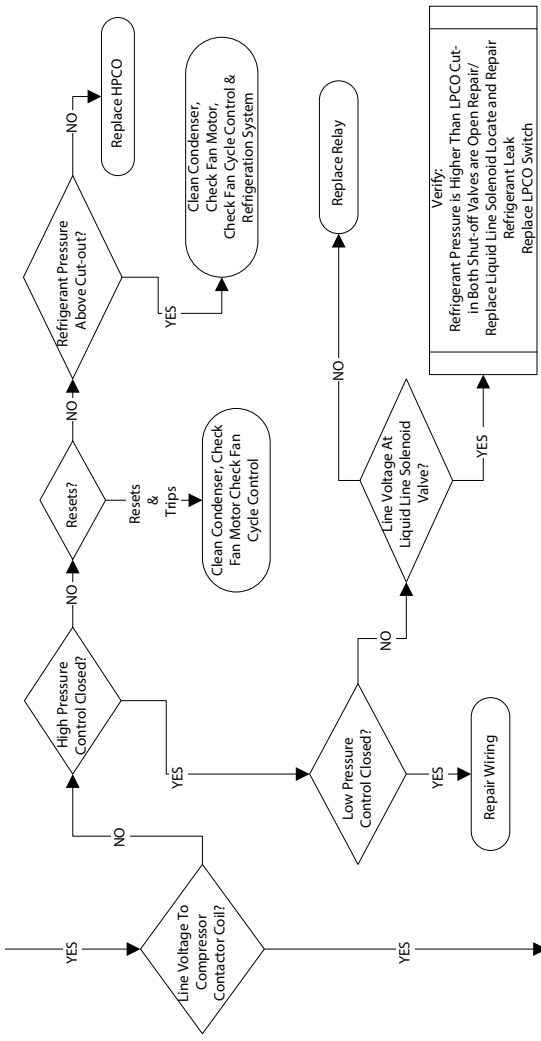 YES
Line Voltage To
Compressor
Contactor Coil?
YES
NO
High Pressure
Control Closed?
NO
YES
Resets?
Resets
&
Trips
Clean Condenser, Check
Fan Motor Check Fan
Cycle Control
NO
Refrigerant Pressure
Above Cut-out?
NO
Replace HPCO
YES
Clean Condenser,
Check Fan Motor,
Check Fan Cycle Control &
Refrigeration System
Low Pressure
Control Closed?
YES
Repair Wiring
NO
Line Voltage At
Liquid Line Solenoid
Valve?
NO
Replace Relay
YES
Verify:
Refrigerant Pressure is Higher Than LPCO Cut-
in Both Shut-off Valves are Open Repair/
Replace Liquid Line Solenoid Locate and Repair
Refrigerant Leak
Replace LPCO Switch